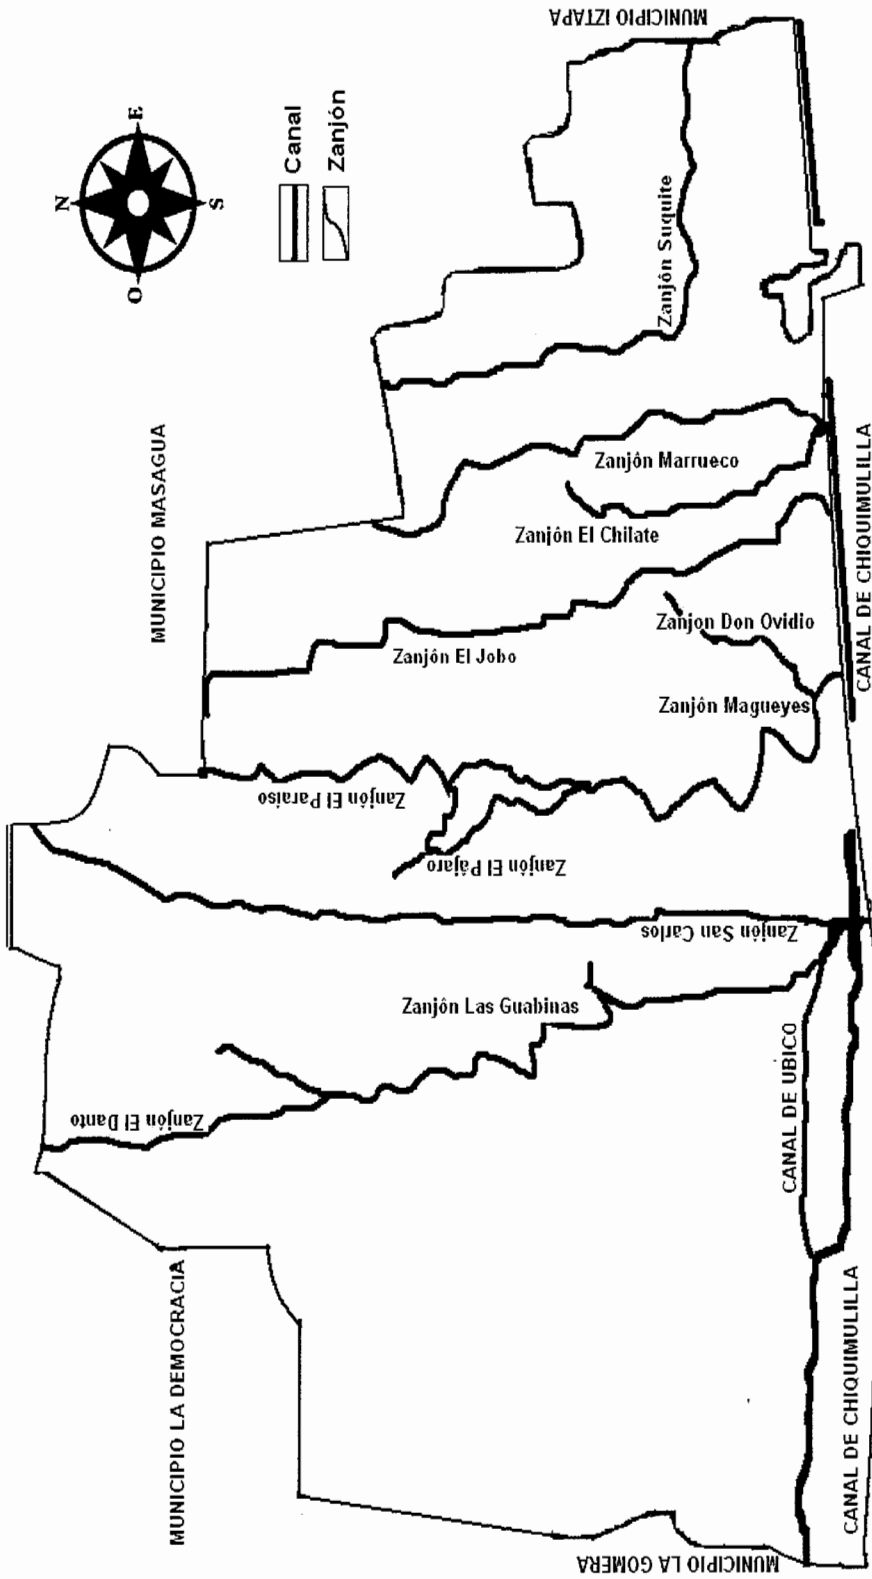 N
E
S
O
Canal
Zanjón
MUNICIPIO IZTAPA
MUNICIPIO MASAGUA
MUNICIPIO LA DEMOCRACIA
MUNICIPIO LA GOMERA
Zanjón Suquite
Zanjón Marrueco
Zanjón El Chilate
Zanjón El Jobo
Zanjon Don Ovidio
Zanjón Magueyes
Zanjón El Paraiso
Zanjón El Pájaro
Zanjón San Carlos
Zanjón Las Guabinas
Zanjón El Danto
CANAL DE UBICO
CANAL DE CHIQUIMULILLA
CANAL DE CHIQUIMULILLA